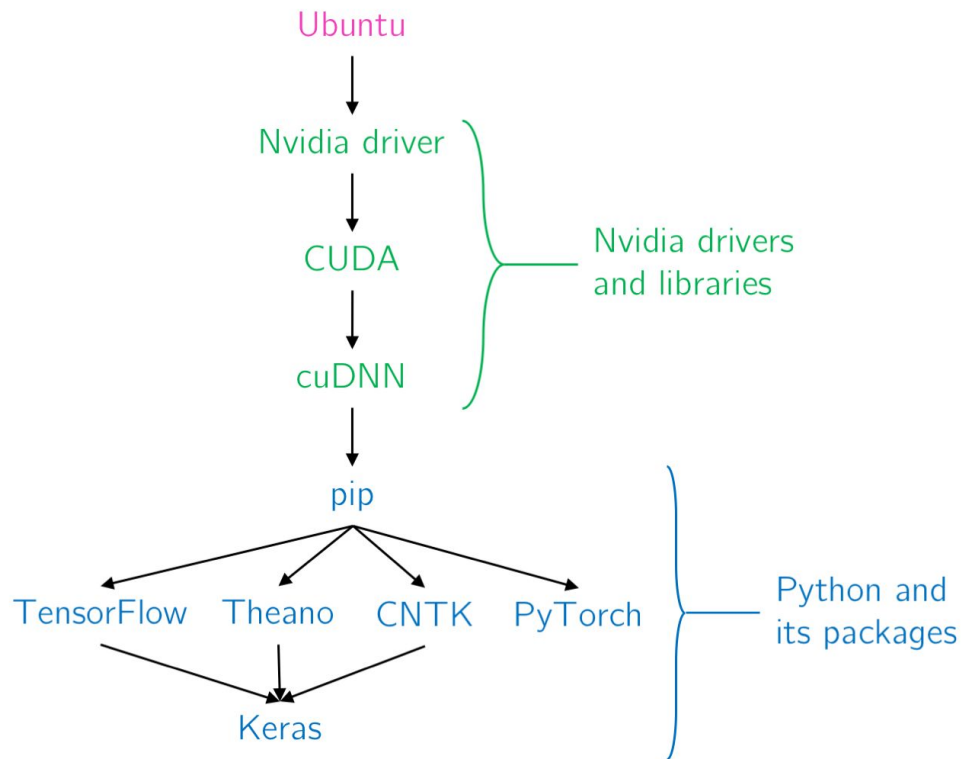 Ubuntu
Nvidia driver
CUDA
cuDNN
Nvidia drivers
and libraries
pip
TensorFlow
Theano
CNTK
PyTorch
Keras
Python and
its packages